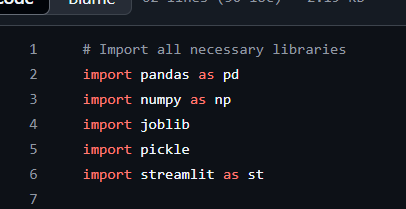 Blame
1 # Import all necessary libraries
2 import pandas as pd
3 import numpy as np
4 import joblib
5 import pickle
6 import streamlit as st
7